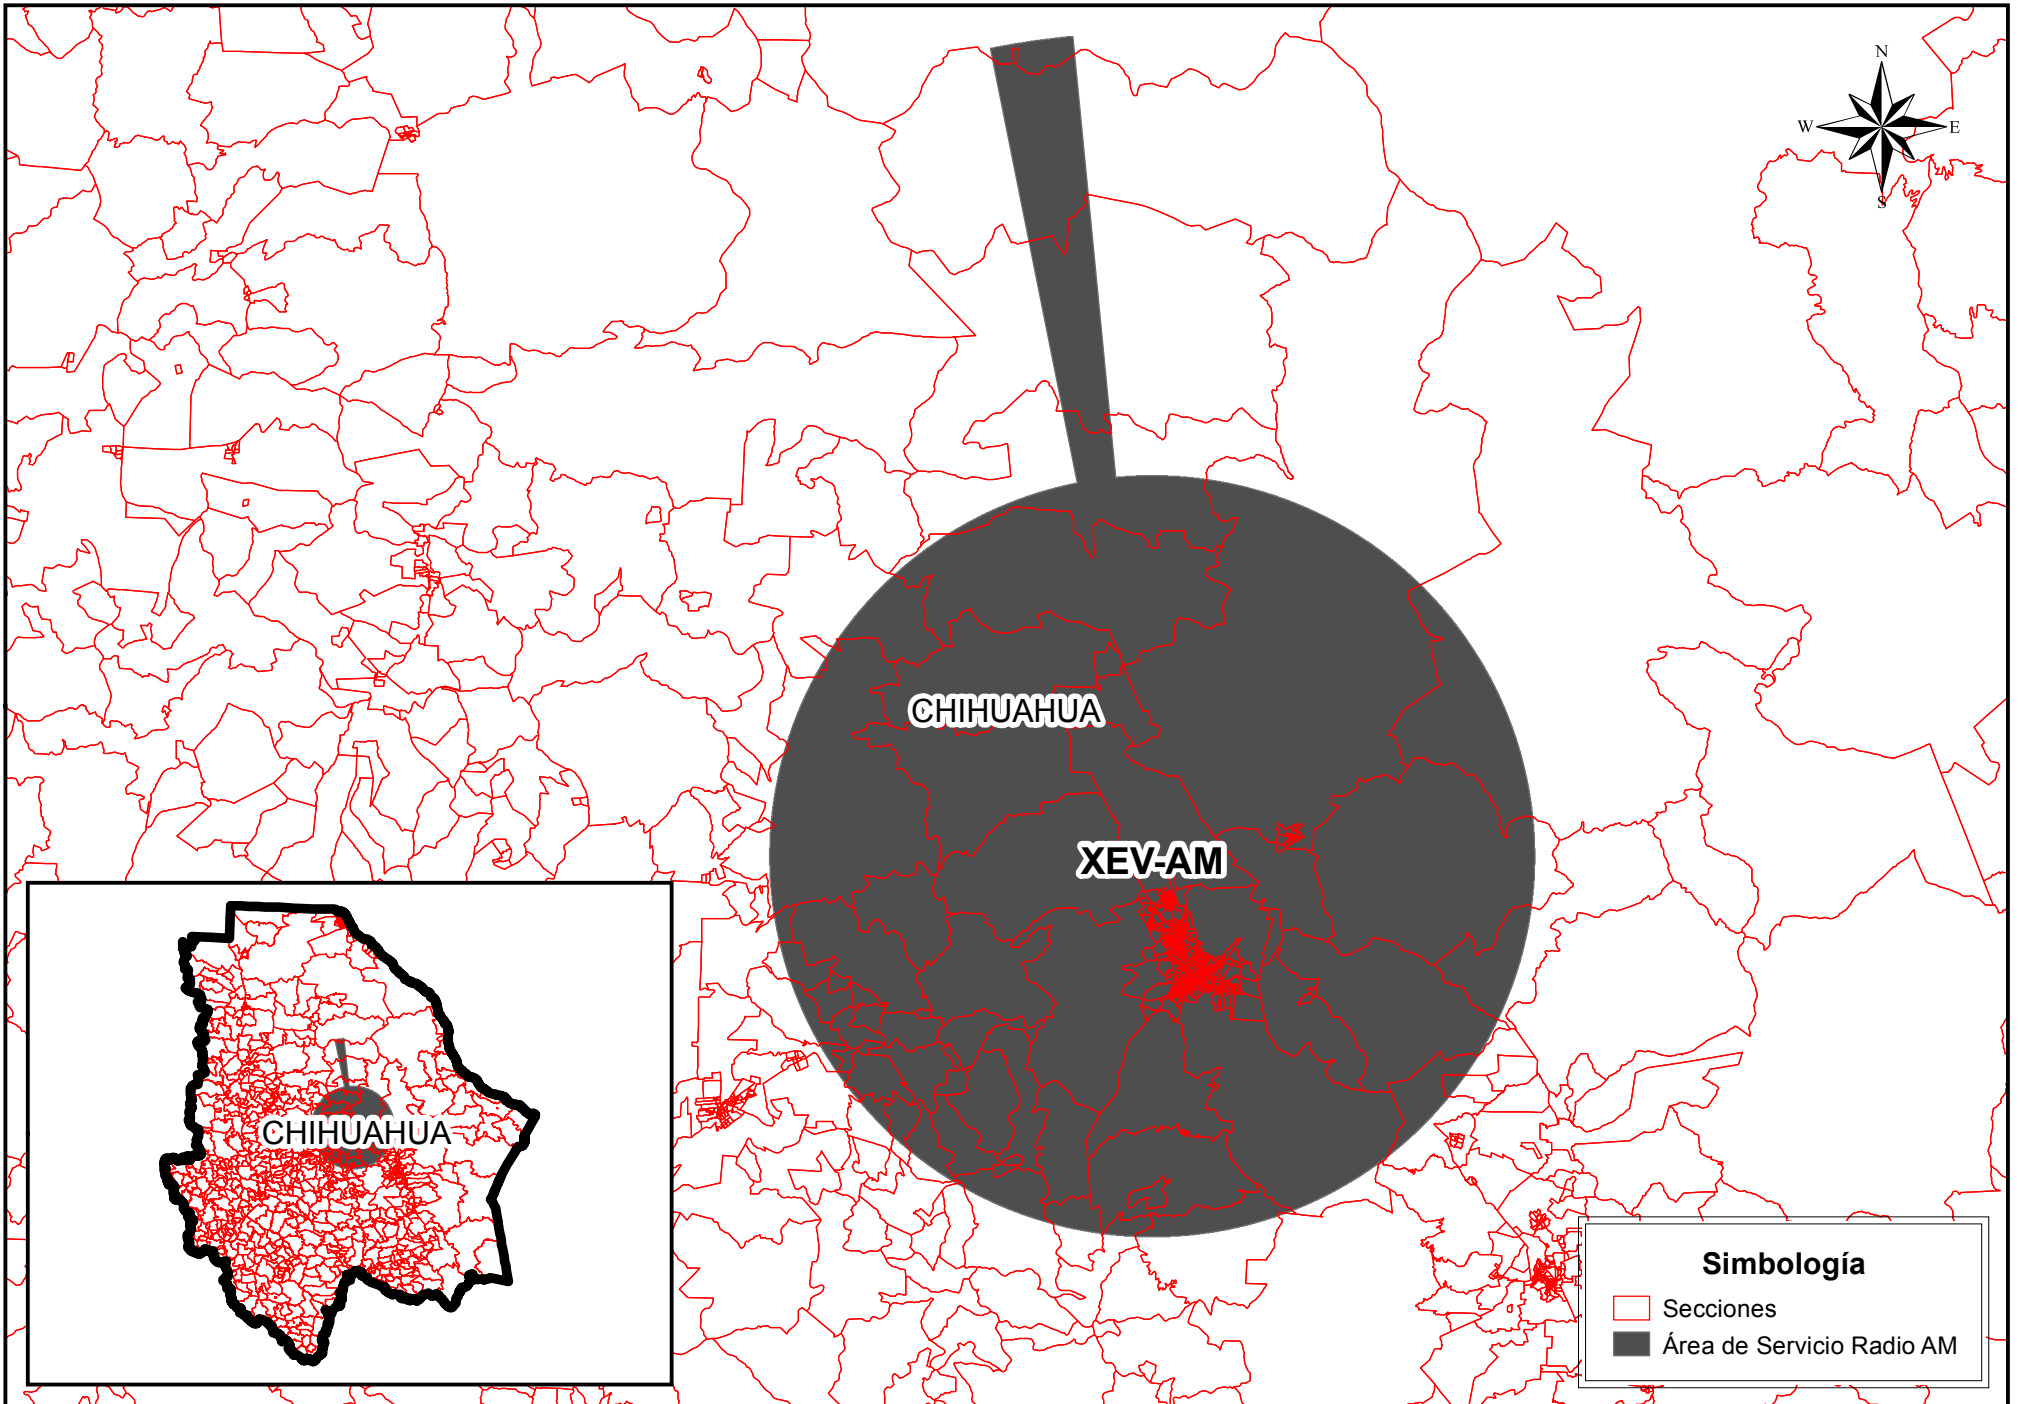 N
W E
S
CHIHUAHUA
XEV-AM
CHIHUAHUA
Simbología
Secciones
Área de Servicio Radio AM